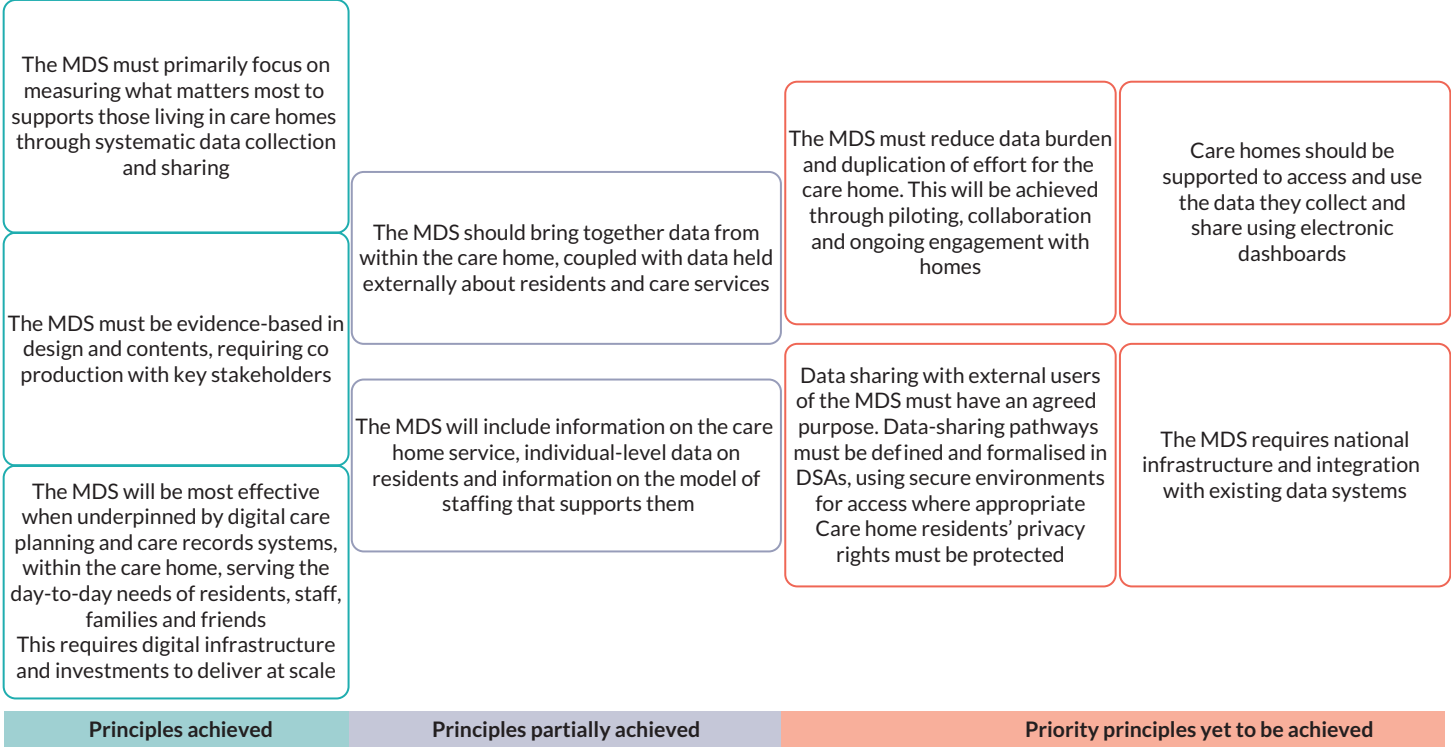 The MDS must primarily focus on
measuring what matters most to
supports those living in care homes
through systematic data collection
and sharing
The MDS must be evidence-based in
design and contents, requiring co
production with key stakeholders
The MDS will be most effective
when underpinned by digital care
planning and care records systems,
within the care home, serving the
day-to-day needs of residents, staff,
families and friends
This requires digital infrastructure
and investments to deliver at scale
The MDS should bring together data from
within the care home, coupled with data held
externally about residents and care services
The MDS will include information on the care
home service, individual-level data on
residents and information on the model of
staffing that supports them
The MDS must reduce data burden
and duplication of effort for the
care home. This will be achieved
through piloting, collaboration
and ongoing engagement with
homes
Care homes should be
supported to access and use
the data they collect and
share using electronic
dashboards
Data sharing with external users
of the MDS must have an agreed
purpose. Data-sharing pathways
must be defined and formalised in
DSAs, using secure environments
for access where appropriate
Care home residents’ privacy
rights must be protected
The MDS requires national
infrastructure and integration
with existing data systems
Principles achieved
Principles partially achieved
Priority principles yet to be achieved